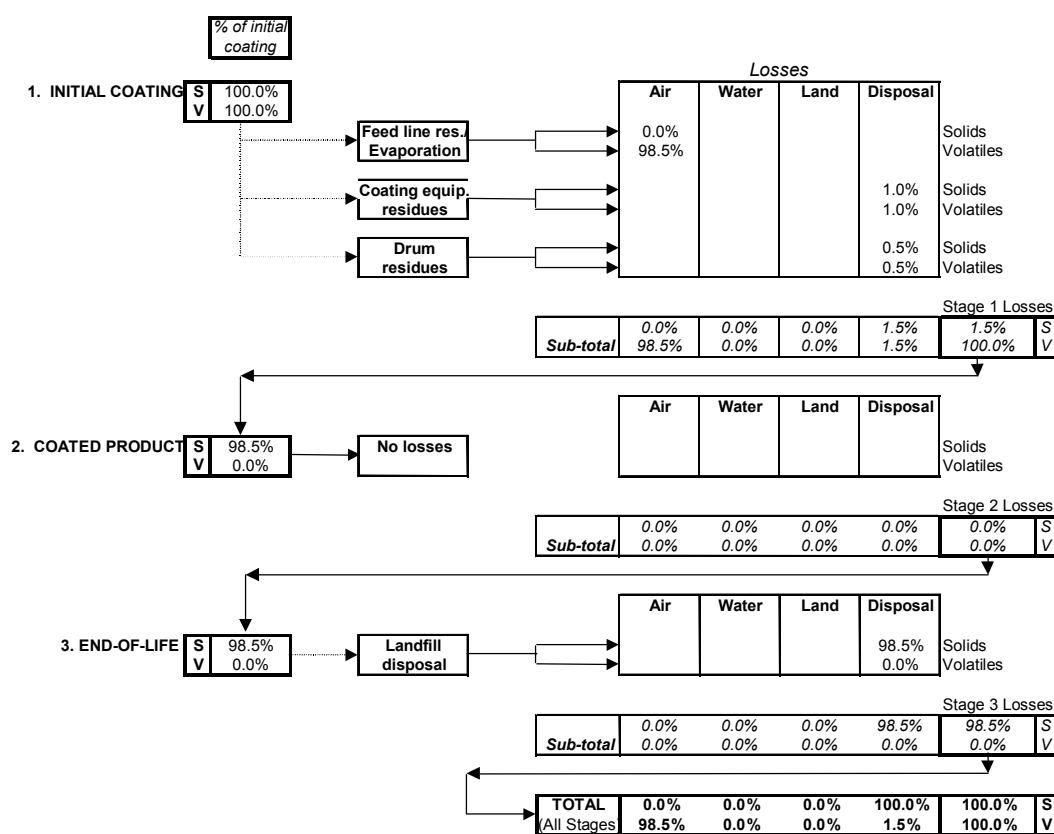 % of initial
coating
Losses
1. INITIAL COATING S 100.0% Air Water Land Disposal
V 100.0%
Feed line res./ 0.0% Solids
Evaporation 98.5% Volatiles
Coating equip. 1.0% Solids
residues 1.0% Volatiles
Drum 0.5% Solids
residues 0.5% Volatiles
Stage 1 Losses
0.0% 0.0% 0.0% 1.5% 1.5% S
Sub-total 98.5% 0.0% 0.0% 1.5% 100.0% V
Air Water Land Disposal
2. COATED PRODUCT S 98.5% No losses Solids
V 0.0% Volatiles
Stage 2 Losses
0.0% 0.0% 0.0% 0.0% 0.0% S
Sub-total 0.0% 0.0% 0.0% 0.0% 0.0% V
Air Water Land Disposal
3. END-OF-LIFE S 98.5% Landfill 98.5% Solids
V 0.0% disposal 0.0% Volatiles
Stage 3 Losses
0.0% 0.0% 0.0% 98.5% 98.5% S
Sub-total 0.0% 0.0% 0.0% 0.0% 0.0% V
TOTAL 0.0% 0.0% 0.0% 100.0% 100.0% S
(All Stages) 98.5% 0.0% 0.0% 1.5% 100.0% V